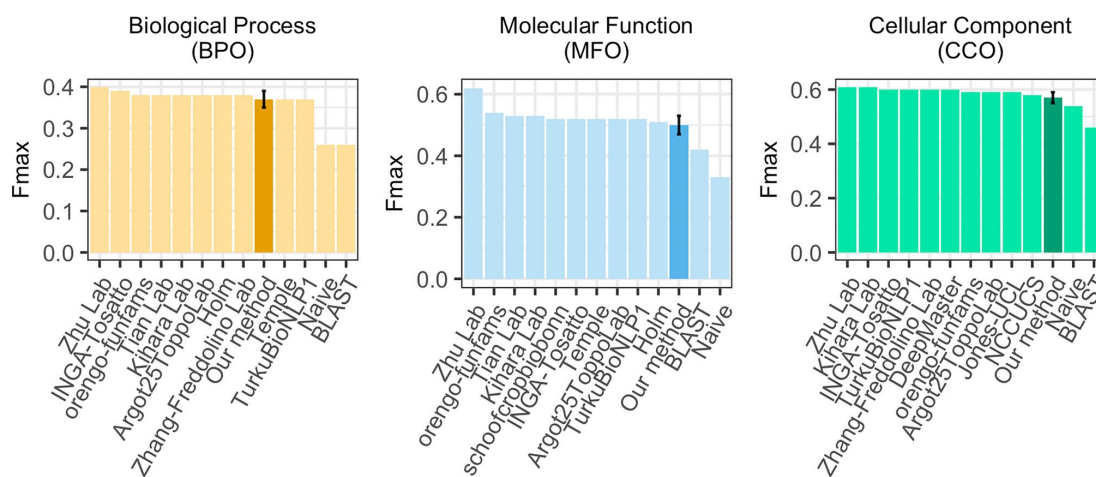 Biological Process
(BPO)
Fmax
0.4
0.3
0.2
0.1
0.0
Zhu Lab
INGA-Tosatto
orengo-funfams
Tian Lab
Kihara Lab
Argot25ToppoLab
Holm
Zhang-Freddolino Lab
Our method
Temple
TurkuBioNLP1
Naive
BLAST
Molecular Function
(MFO)
Fmax
0.6
0.4
0.2
0.0
Zhu Lab
orengo-funfams
Tian Lab
Kihara Lab
schoofcropbiobonn
INGA-Tosatto
Temple
Argot25ToppoLab
TurkuBioNLP1
Holm
Our method
BLAST
Naive
Cellular Component
(CCO)
Fmax
0.6
0.4
0.2
0.0
Zhu Lab
Kihara Lab
INGA-Tosatto
TurkuBioNLP1
Zhang-Freddolino Lab
DeepMaster
orengo-funfams
Argot25ToppoLab
Jones-UCL
NCCUCS
Our method
Naive
BLAST